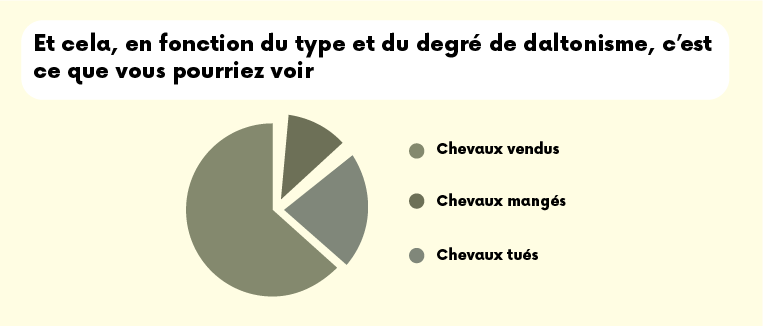 Et cela, en fonction du type et du degré de daltonisme, c’est
ce que vous pourriez voir
Chevaux vendus
Chevaux mangés
Chevaux tués